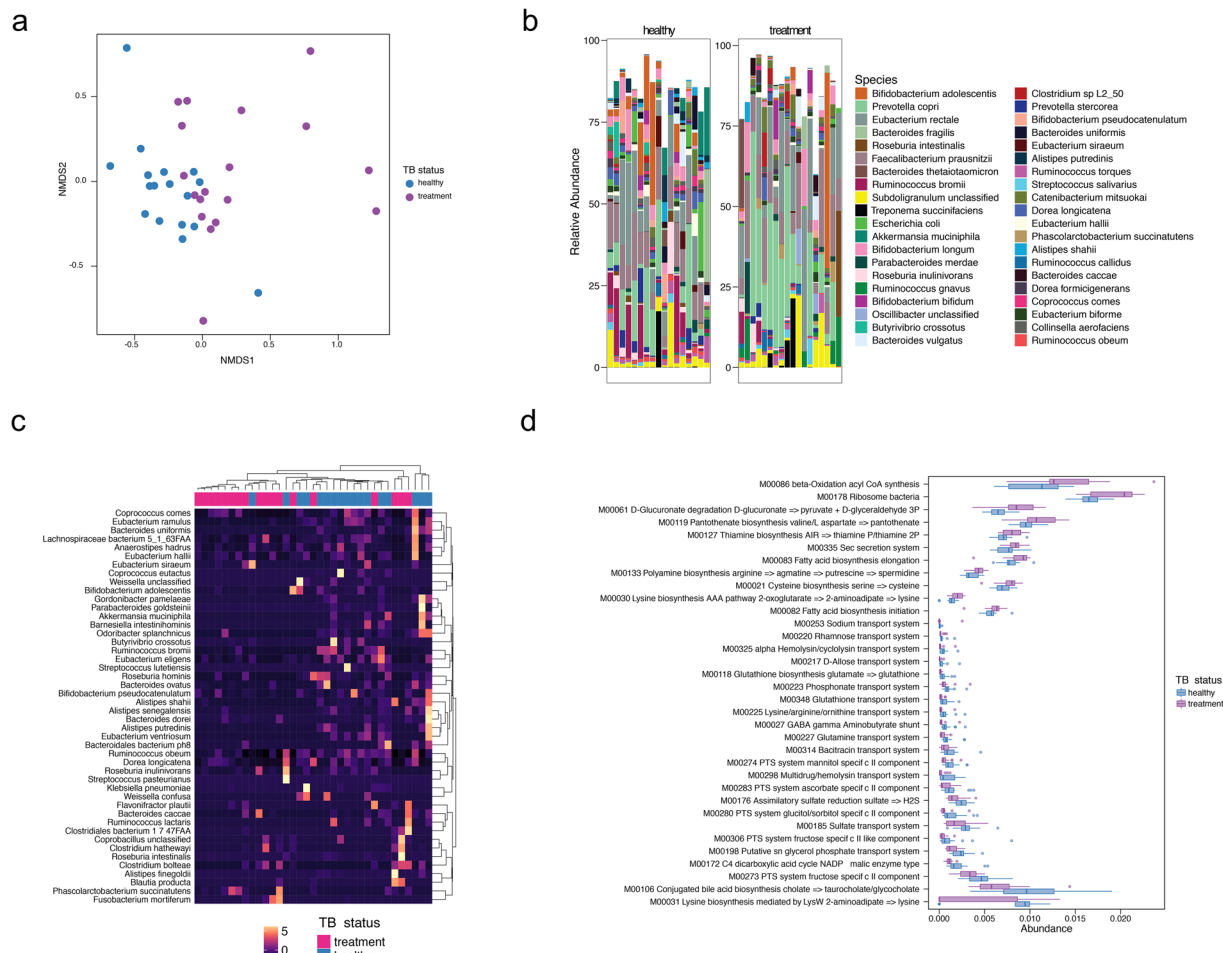 a
0.5
0.0
-0.5
NMDS2
-0.5
0.0
0.5
1.0
NMDS1
TB status
healthy
treatment
b
healthy
treatment
100
75
50
25
0
100
75
50
25
0
Relative Abundance
Species
Bifidobacterium adolescentis
Prevotella copri
Eubacterium rectale
Bacteroides fragilis
Roseburia intestinalis
Faecalibacterium prausnitzii
Bacteroides thetaiotaomicron
Ruminococcus bromii
Subdoligranulum unclassified
Treponema succinifaciens
Escherichia coli
Akkermansia muciniphila
Bifidobacterium longum
Parabacteroides merdae
Roseburia inulinivorans
Ruminococcus gnavus
Bifidobacterium bifidum
Oscillibacter unclassified
Butyrivibrio crossotus
Bacteroides vulgatus
Clostridium sp L2_50
Prevotella stercorea
Bifidobacterium pseudocatenulatum
Bacteroides uniformis
Eubacterium siraeum
Alistipes putredinis
Ruminococcus torques
Streptococcus salivarius
Catenibacterium mitsuokai
Dorea longicatena
Eubacterium hallii
Phascolarctobacterium succinatutens
Alistipes shahii
Ruminococcus callidus
Bacteroides caccae
Dorea formicigenerans
Coprococcus comes
Eubacterium biforme
Collinsella aerofaciens
Ruminococcus obeum
c
Coprococcus comes
Eubacterium ramulus
Bacteroides uniformis
Lachnospiraceae bacterium 5_1_63FAA
Anaerostipes hadrus
Eubacterium hallii
Eubacterium siraeum
Coprococcus eutactus
Weissella unclassified
Bifidobacterium adolescentis
Gordonibacter pamelaeae
Parabacteroides goldsteinii
Akkermansia muciniphila
Barnesiella intestinihominis
Odoribacter splanchnicus
Butyrivibrio crossotus
Ruminococcus bromii
Eubacterium eligens
Streptococcus lutetiensis
Roseburia hominis
Bacteroides ovatus
Bifidobacterium pseudocatenulatum
Alistipes shahii
Alistipes senegalensis
Bacteroides dorei
Alistipes putredinis
Eubacterium ventriosum
Bacteroidales bacterium ph8
Ruminococcus obeum
Dorea longicatena
Roseburia inulinivorans
Streptococcus pasteurianus
Klebsiella pneumoniae
Weissella confusa
Flavonifractor plautii
Bacteroides caccae
Ruminococcus lactaris
Clostridiales bacterium 1 7 47FAA
Coprobacillus unclassified
Clostridium hathewayi
Roseburia intestinalis
Clostridium bolteae
Alistipes finegoldii
Blautia producta
Phascolarctobacterium succinatutens
Fusobacterium mortiferum
5
0
TB status
treatment
d
M00086 beta-Oxidation acyl CoA synthesis
M00178 Ribosome bacteria
M00061 D-Glucuronate degradation D-glucuronate => pyruvate + D-glyceraldehyde 3P
M00119 Pantothenate biosynthesis valine/L aspartate => pantothenate
M00127 Thiamine biosynthesis AIR => thiamine P/thiamine 2P
M00335 Sec secretion system
M00083 Fatty acid biosynthesis elongation
M00133 Polyamine biosynthesis arginine => agmatine => putrescine => spermidine
M00021 Cysteine biosynthesis serine => cysteine
M00030 Lysine biosynthesis AAA pathway 2-oxoglutarate => 2-aminoadipate => lysine
M00082 Fatty acid biosynthesis initiation
M00253 Sodium transport system
M00220 Rhamnose transport system
M00325 alpha Hemolysin/cyclolysin transport system
M00217 D-Allose transport system
M00118 Glutathione biosynthesis glutamate => glutathione
M00223 Phosphonate transport system
M00348 Glutathione transport system
M00225 Lysine/arginine/ornithine transport system
M00027 GABA gamma Aminobutyrate shunt
M00227 Glutamine transport system
M00314 Bacitracin transport system
M00274 PTS system mannitol specif c II component
M00298 Multidrug/hemolysin transport system
M00283 PTS system ascorbate specif c II component
M00176 Assimilatory sulfate reduction sulfate => H2S
M00280 PTS system glucitol/sorbitol specif c II component
M00185 Sulfate transport system
M00306 PTS system fructose specif c II like component
M00198 Putative sn glycerol phosphate transport system
M00172 C4 dicarboxylic acid cycle NADP malic enzyme type
M00273 PTS system fructose specif c II component
M00106 Conjugated bile acid biosynthesis cholate => taurocholate/glycocholate
M00031 Lysine biosynthesis mediated by LysW 2-aminoadipate => lysine
0.000
0.005
0.010
0.015
0.020
Abundance
TB status
healthy
treatment